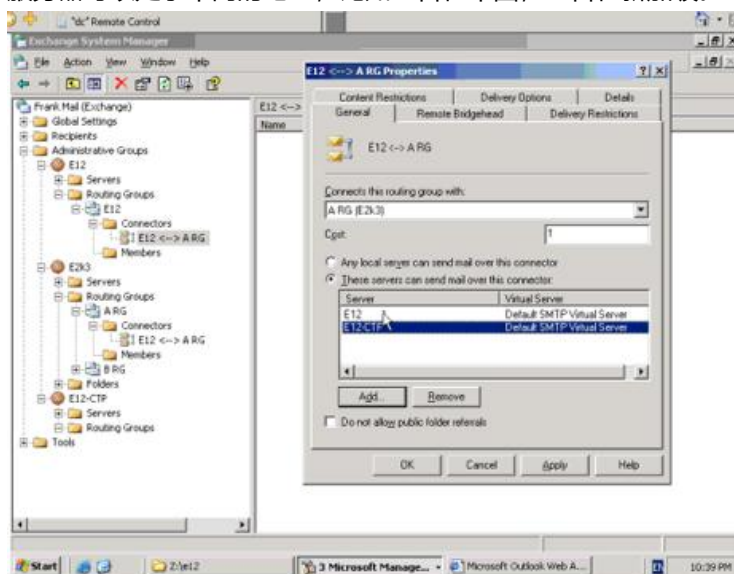 "dc" Remote Control
Exchange System Manager
File Action View Window Help
Frank Mal (Exchange)
Global Settings
Recipients
Administrative Groups
E12
Servers
Routing Groups
E12
Connectors
E12 <--> A RG
Members
E2k3
Servers
Routing Groups
A RG
Connectors
E12 <--> A RG
Members
B RG
Folders
E12-CTP
Servers
Routing Groups
Tools
E12 <-->
Name
E12 <--> A RG Properties
Content Restrictions Delivery Options Details
General Remote Bridgehead Delivery Restrictions
E12 <--> A RG
Connects this routing group with:
A RG (E2k3)
Cost: 1
Any local server can send mail over this connector
These servers can send mail over this connector:
Server Virtual Server
E12 Default SMTP Virtual Server
E12-CTP Default SMTP Virtual Server
Add... Remove
Do not allow public folder referrals
OK Cancel Apply Help
Start Z:\e12 3 Microsoft Manage... Microsoft Outlook Web A... EN 10:39 PM